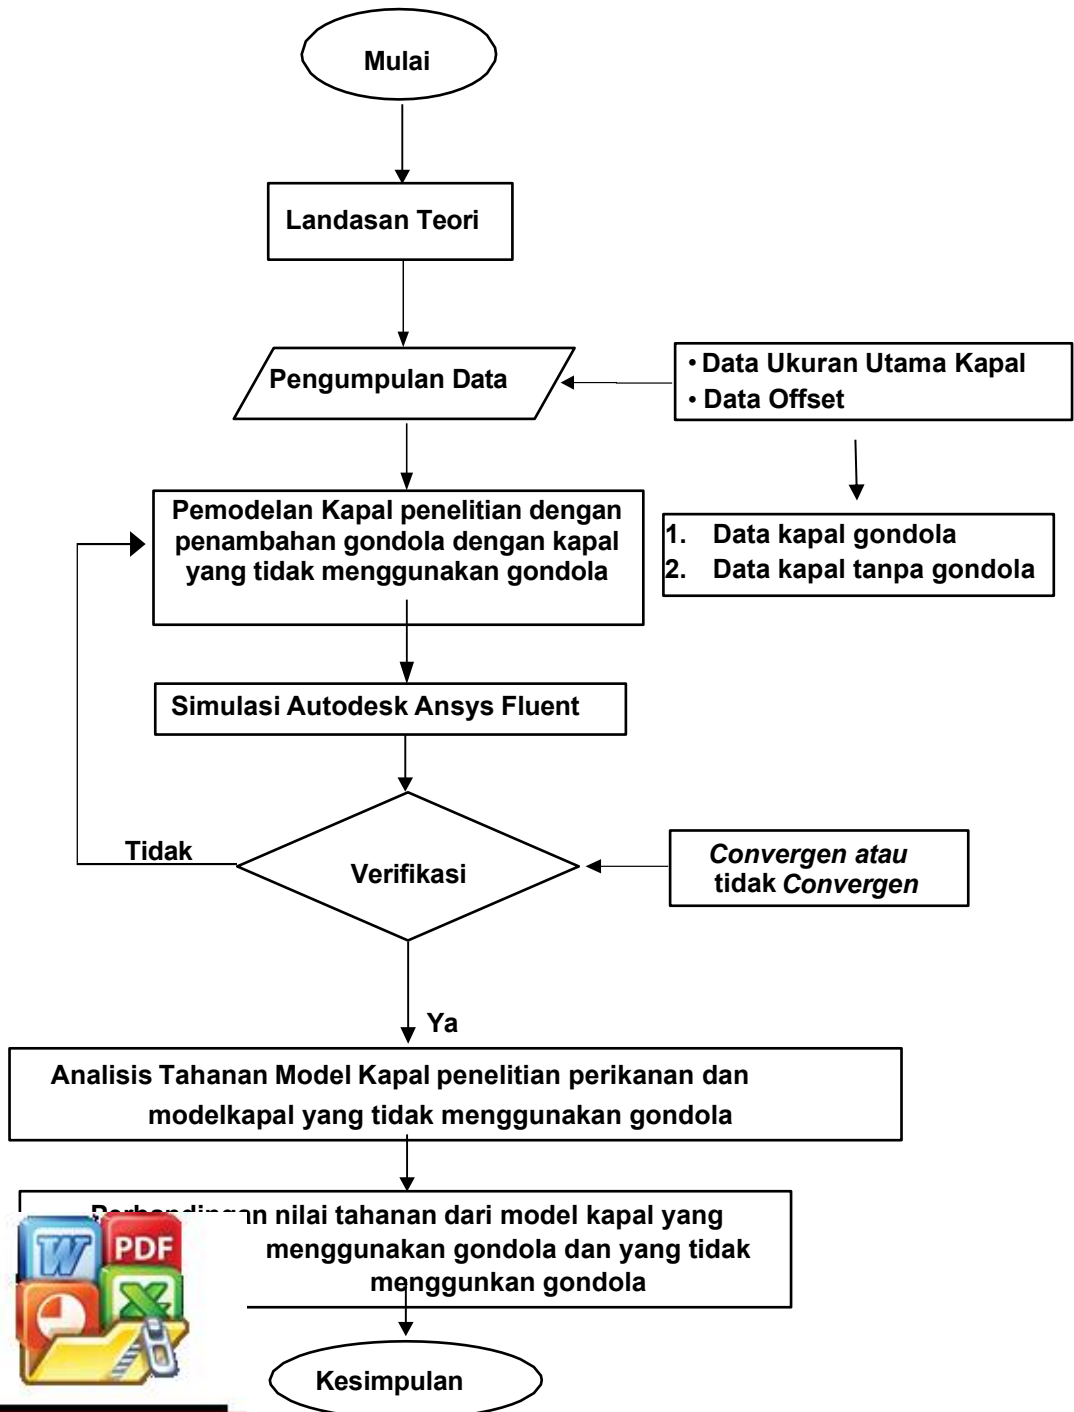 Mulai
Landasan Teori
Pengumpulan Data
• Data Ukuran Utama Kapal
• Data Offset
Pemodelan Kapal penelitian dengan
penambahan gondola dengan kapal
yang tidak menggunakan gondola
1. Data kapal gondola
2. Data kapal tanpa gondola
Simulasi Autodesk Ansys Fluent
Tidak
Verifikasi
Convergen atau
tidak Convergen
Ya
Analisis Tahanan Model Kapal penelitian perikanan dan
modelkapal yang tidak menggunakan gondola
Perbandingan nilai tahanan dari model kapal yang
menggunakan gondola dan yang tidak
menggunkan gondola
W
PDF
X
Kesimpulan